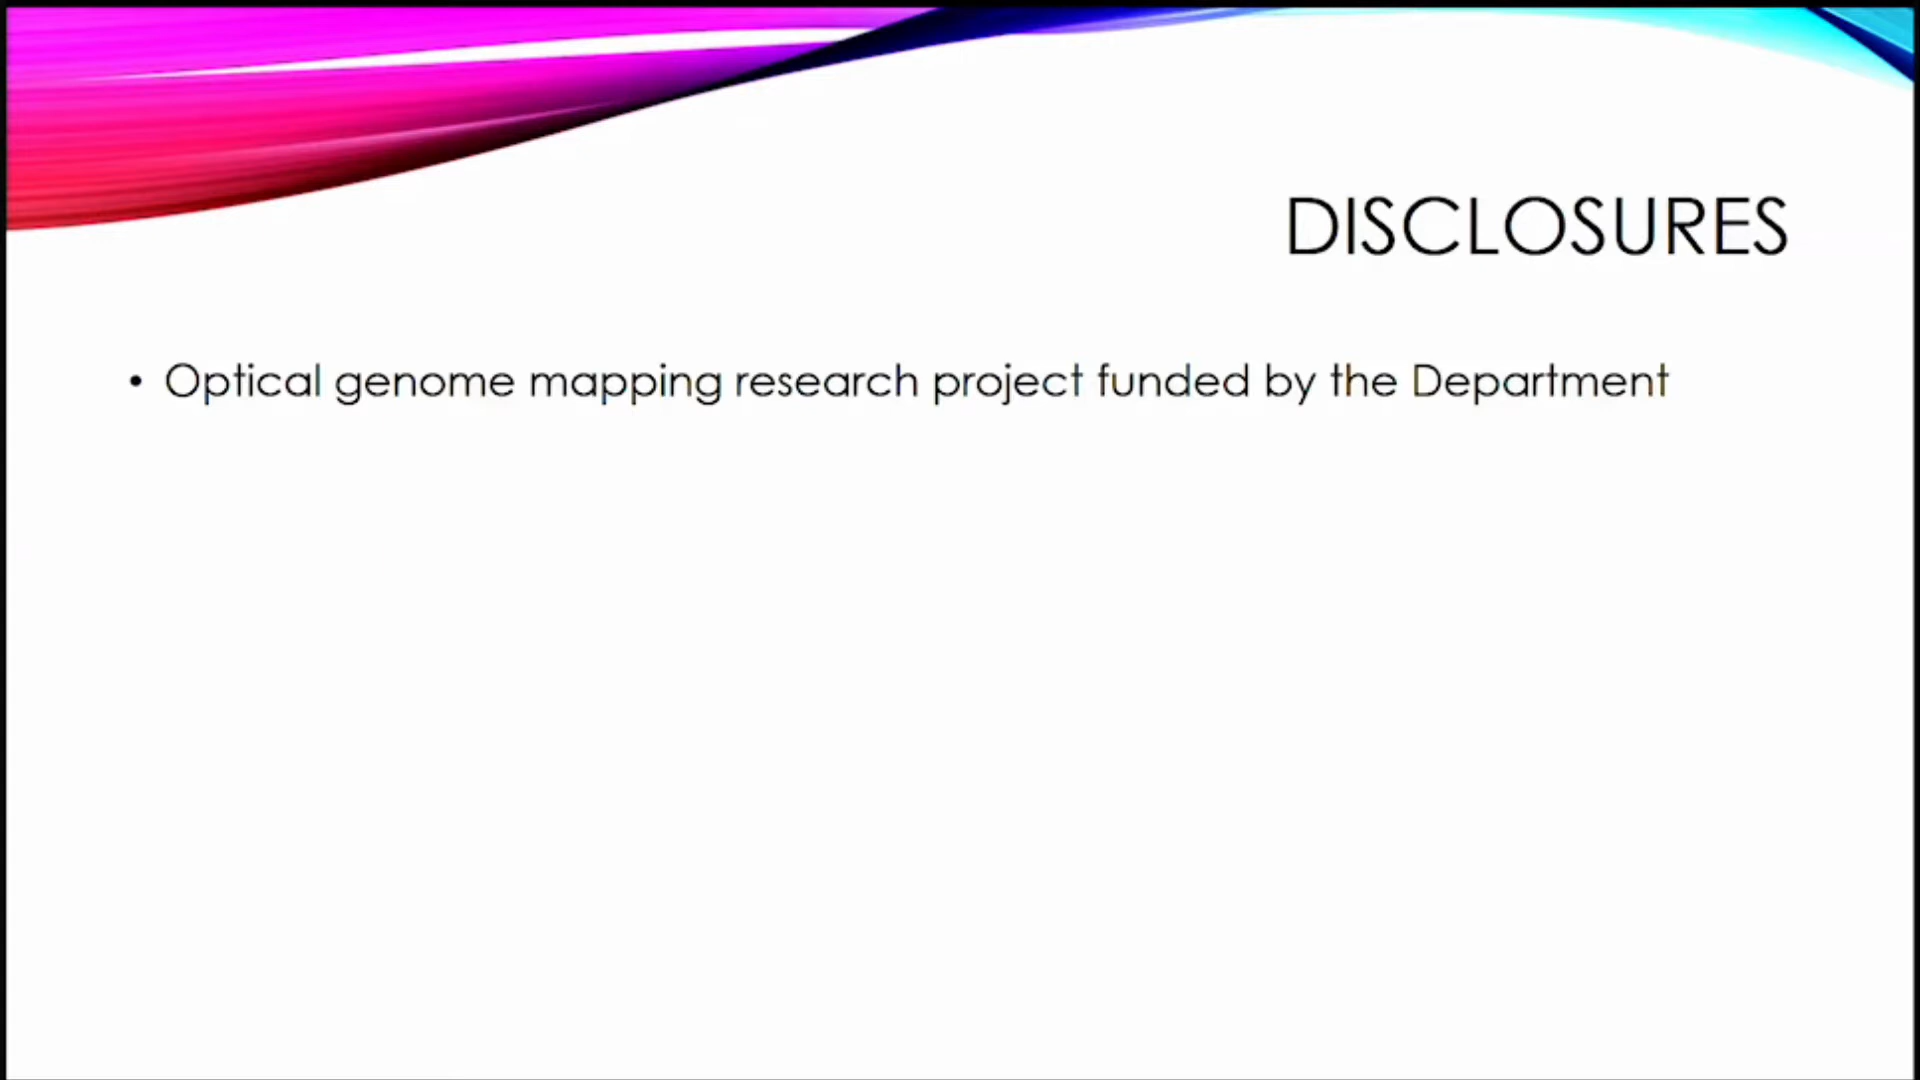 DISCLOSURES
• Optical genome mapping research project funded by the Department